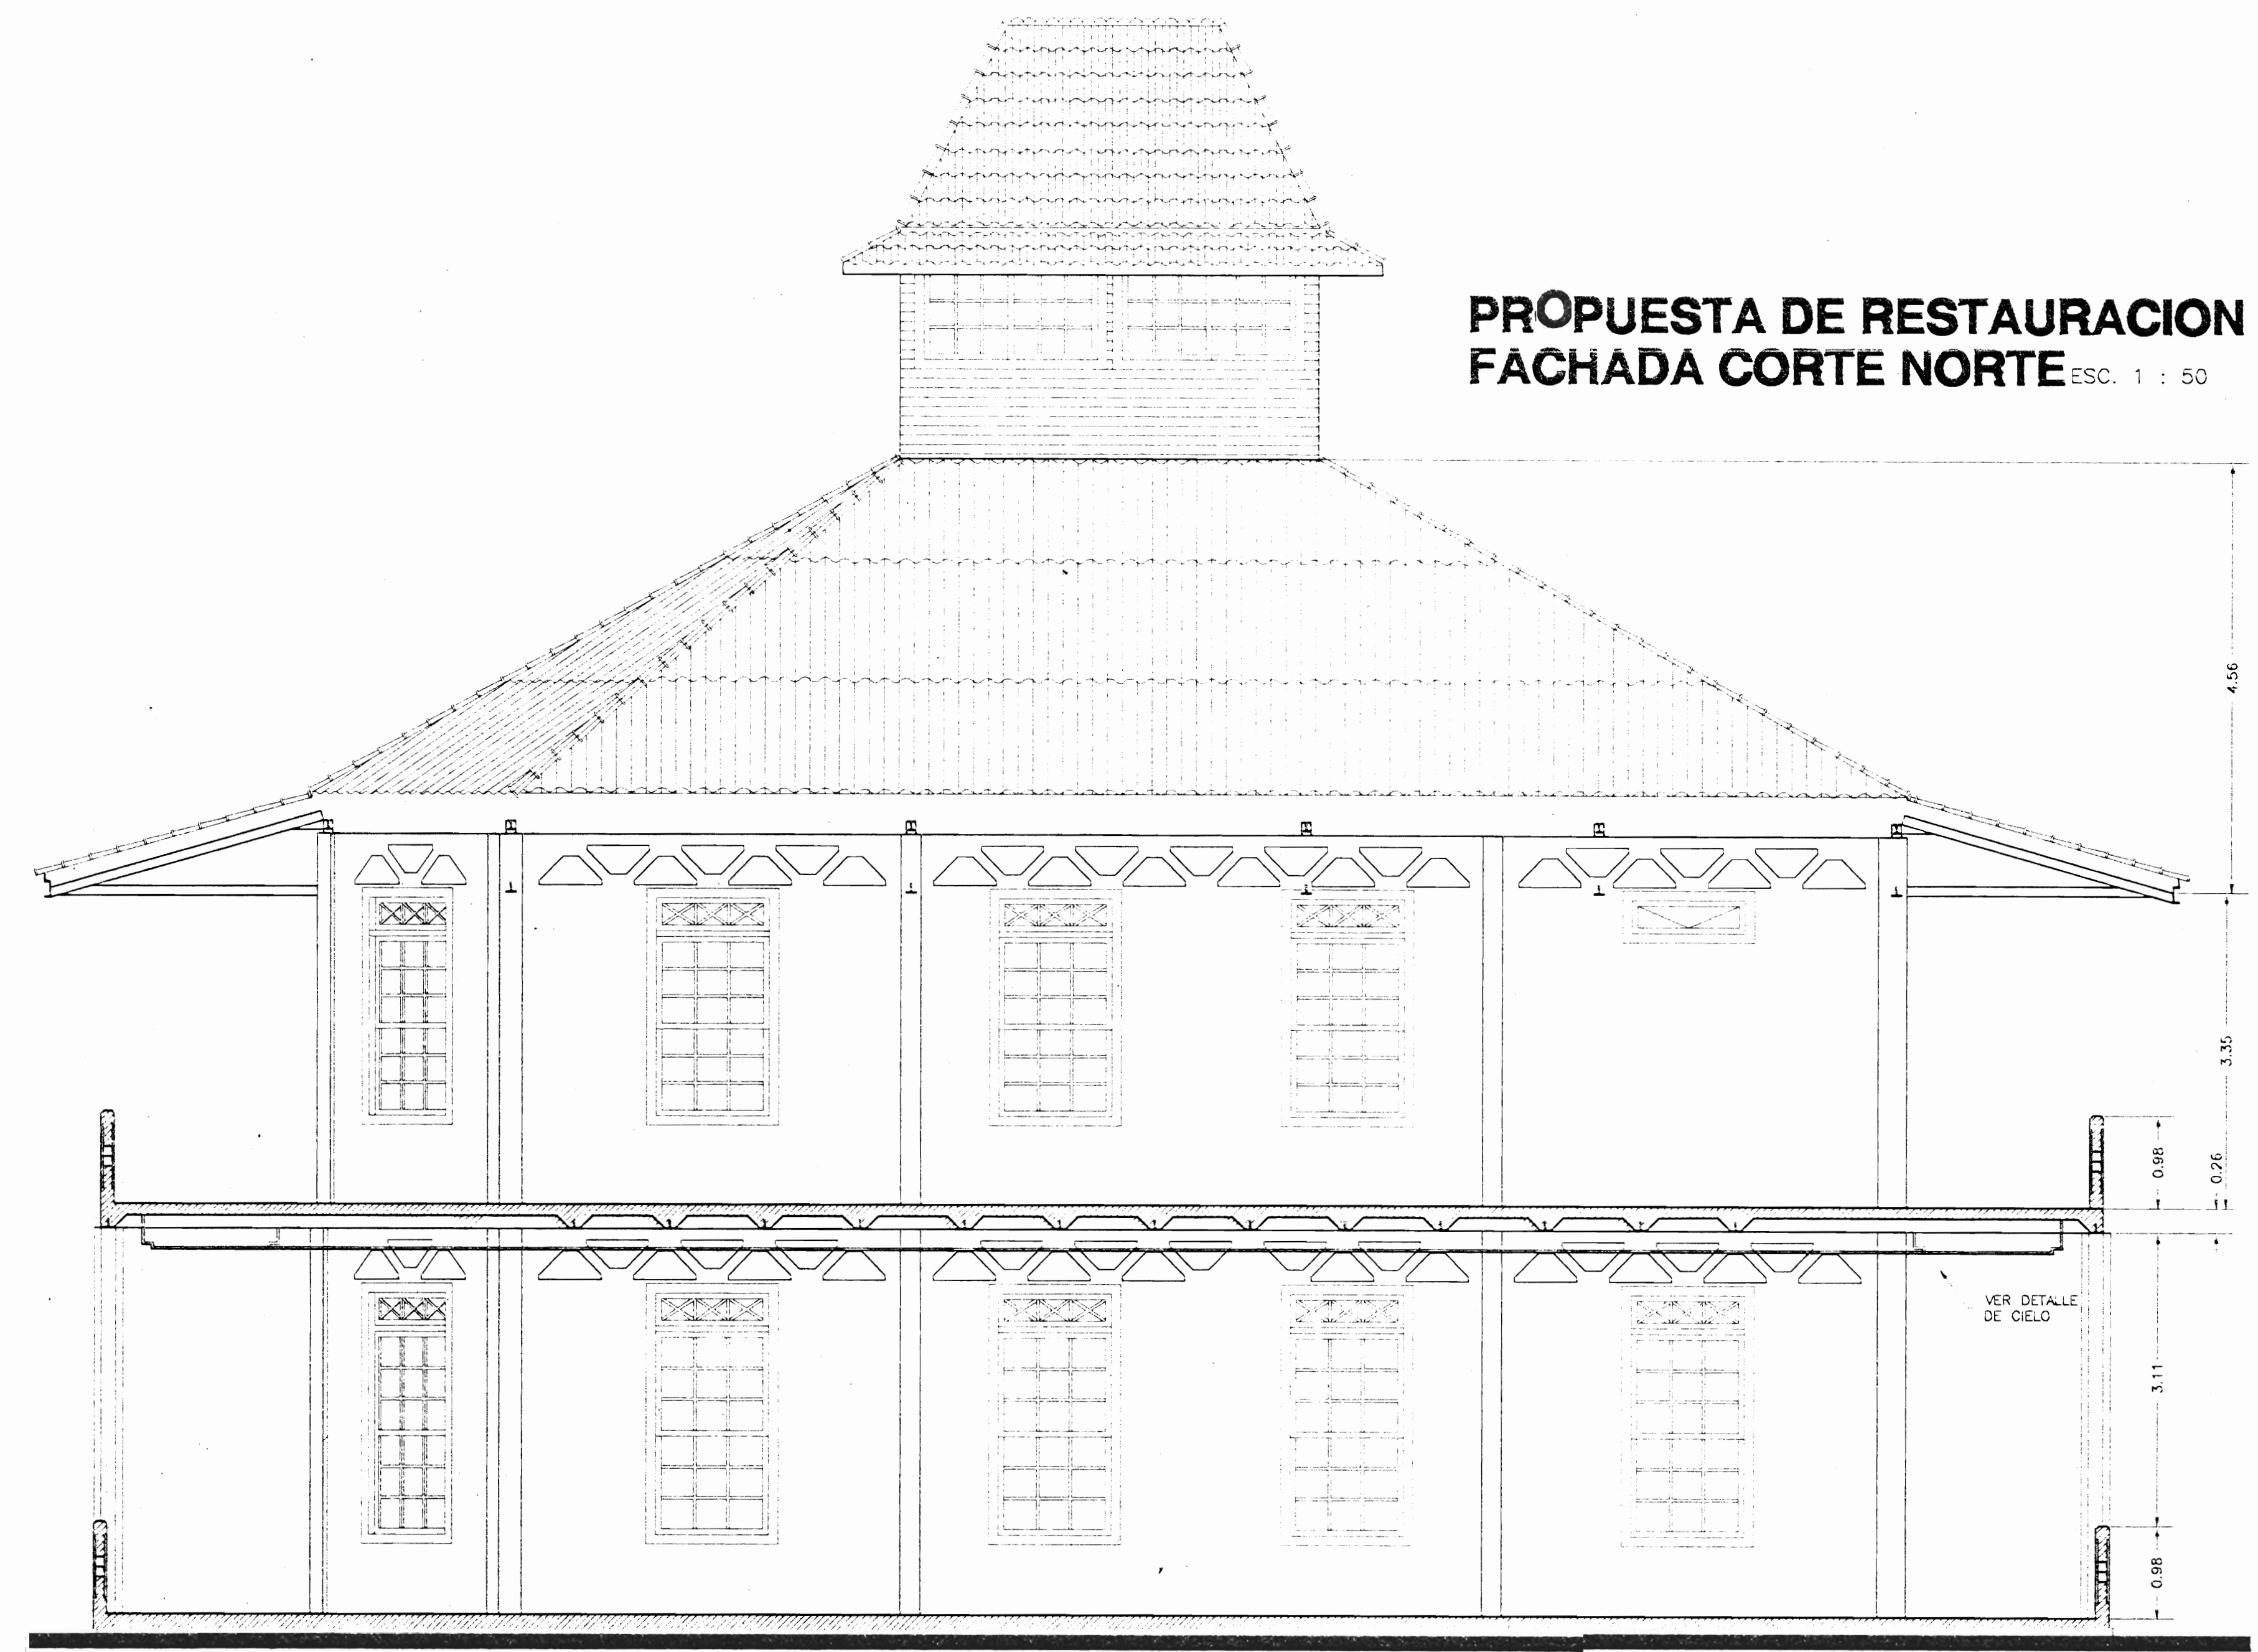 PROPUESTA DE RESTAURACION
FACHADA CORTE NORTE ESC. 1 : 50
4.56
3.35
0.98
0.26
VER DETALLE
DE CIELO
3.11
0.98